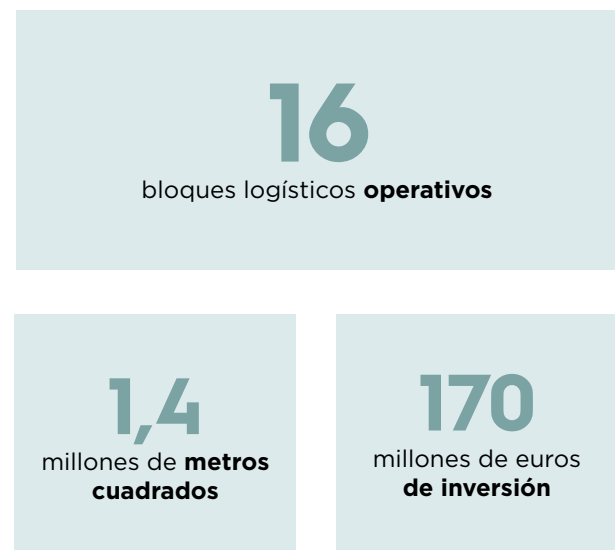 16
bloques logísticos operativos
1,4
millones de metros
cuadrados
170
millones de euros
de inversión